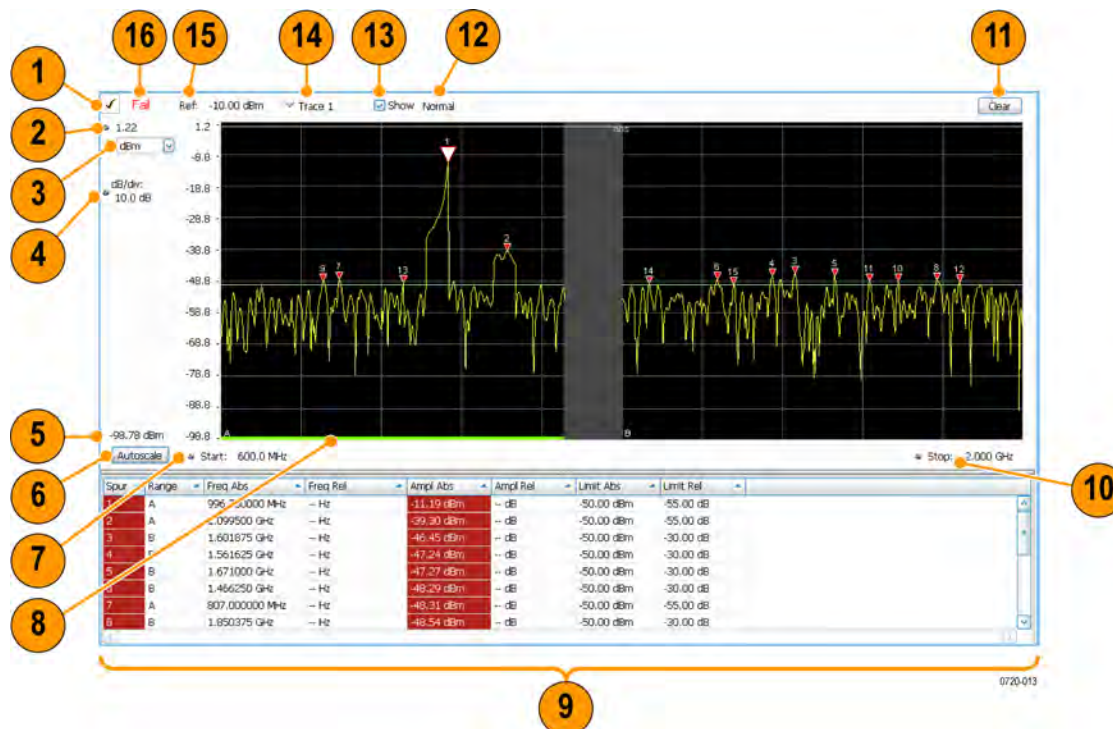 16 15 14 13 12 11
1
Fail Ref: -10.00 dBm Trace 1 Show Normal Clear
2
1.22 1.2
3
dBm
1
-8.8
dB/div:
10.0 dB -18.8
4
-28.8
-38.8 2
9 7 13 14 6 15 4 3 5 11 10 8 12
-48.8
-58.8
-68.8
-78.8
-88.8
5
-98.78 dBm -98.8 A B
6
Autoscale Start: 600.0 MHz Stop: 2.000 GHz
10
Spur Range Freq Abs Freq Rel Ampl Abs Ampl Rel Limit Abs Limit Rel
1 A MHz -- Hz -11.19 dBm -- dB -50.00 dBm -55.00 dB
2 A 1.099500 GHz -- Hz -39.30 dBm -- dB -50.00 dBm -55.00 dB
3 B 1.601875 GHz -- Hz -46.45 dBm -- dB -50.00 dBm -30.00 dB
7
4 1.561625 GHz -- Hz -47.24 dBm -- dB -50.00 dBm -30.00 dB
5 B 1.671000 GHz -- Hz -47.27 dBm -- dB -50.00 dBm -30.00 dB
B 1.466250 GHz -- Hz -48.29 dBm -- dB -50.00 dBm -30.00 dB
7 A 807.000000 MHz -- Hz -48.31 dBm -- dB -50.00 dBm -55.00 dB
8 B 1.850375 GHz -- Hz -48.54 dBm -- dB -50.00 dBm -30.00 dB
8
0720-013
9